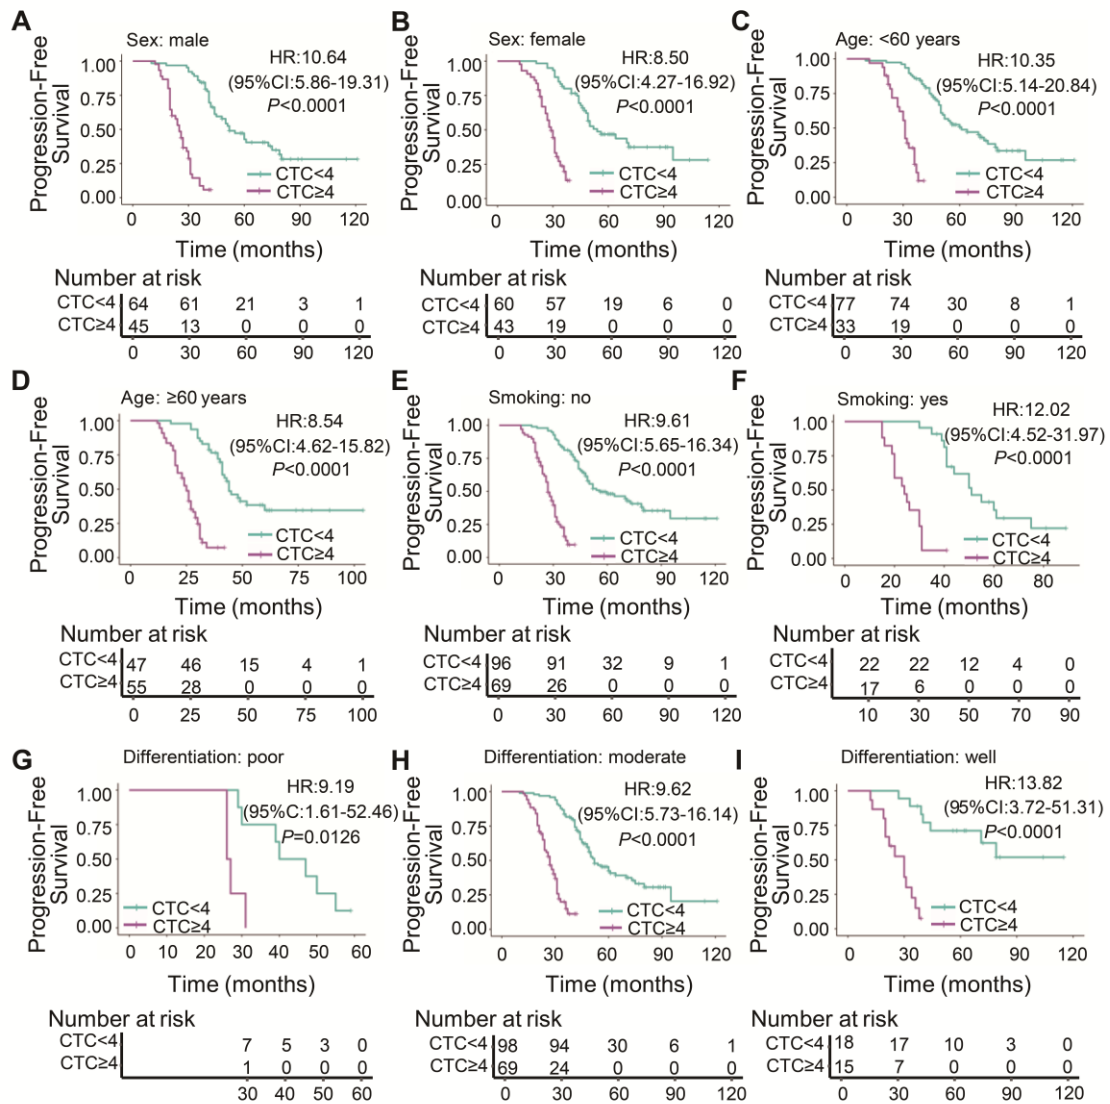 A
Sex: male
HR:10.64
(95%CI:5.86-19.31)
P<0.0001
Progression-Free
Survival
1.00
0.75
0.50
0.25
0.00
CTC<4
CTC≥4
0 30 60 90 120
Time (months)
Number at risk
CTC<4 64 61 21 3 1
CTC≥4 45 13 0 0 0
0 30 60 90 120
B
Sex: female
HR:8.50
(95%CI:4.27-16.92)
P<0.0001
Progression-Free
Survival
1.00
0.75
0.50
0.25
0.00
CTC<4
CTC≥4
0 30 60 90 120
Time (months)
Number at risk
CTC<4 60 57 19 6 0
CTC≥4 43 19 0 0 0
0 30 60 90 120
C
Age: <60 years
HR:10.35
(95%CI:5.14-20.84)
P<0.0001
Progression-Free
Survival
1.00
0.75
0.50
0.25
0.00
CTC<4
CTC≥4
0 30 60 90 120
Time (months)
Number at risk
CTC<4 77 74 30 8 1
CTC≥4 33 19 0 0 0
0 30 60 90 120
D
Age: ≥60 years
HR:8.54
(95%CI:4.62-15.82)
P<0.0001
Progression-Free
Survival
1.00
0.75
0.50
0.25
0.00
CTC<4
CTC≥4
0 25 50 75 100
Time (months)
Number at risk
CTC<4 47 46 15 4 1
CTC≥4 55 28 0 0 0
0 25 50 75 100
E
Smoking: no
HR:9.61
(95%CI:5.65-16.34)
P<0.0001
Progression-Free
Survival
1.00
0.75
0.50
0.25
0.00
CTC<4
CTC≥4
0 30 60 90 120
Time (months)
Number at risk
CTC<4 96 91 32 9 1
CTC≥4 69 26 0 0 0
0 30 60 90 120
F
Smoking: yes
HR:12.02
(95%CI:4.52-31.97)
P<0.0001
Progression-Free
Survival
1.00
0.75
0.50
0.25
0.00
CTC<4
CTC≥4
0 20 40 60 80
Time (months)
Number at risk
CTC<4 22 22 12 4 0
CTC≥4 17 6 0 0 0
10 30 50 70 90
G
Differentiation: poor
HR:9.19
(95%C:1.61-52.46)
P=0.0126
Progression-Free
Survival
1.00
0.75
0.50
0.25
0.00
CTC<4
CTC≥4
0 10 20 30 40 50 60
Time (months)
Number at risk
CTC<4 7 5 3 0
CTC≥4 1 0 0 0
30 40 50 60
H
Differentiation: moderate
HR:9.62
(95%CI:5.73-16.14)
P<0.0001
Progression-Free
Survival
1.00
0.75
0.50
0.25
0.00
CTC<4
CTC≥4
0 30 60 90 120
Time (months)
Number at risk
CTC<4 98 94 30 6 1
CTC≥4 69 24 0 0 0
0 30 60 90 120
I
Differentiation: well
HR:13.82
(95%CI:3.72-51.31)
P<0.0001
Progression-Free
Survival
1.00
0.75
0.50
0.25
0.00
CTC<4
CTC≥4
0 30 60 90 120
Time (months)
Number at risk
CTC<4 18 17 10 3 0
CTC≥4 15 7 0 0 0
0 30 60 90 120